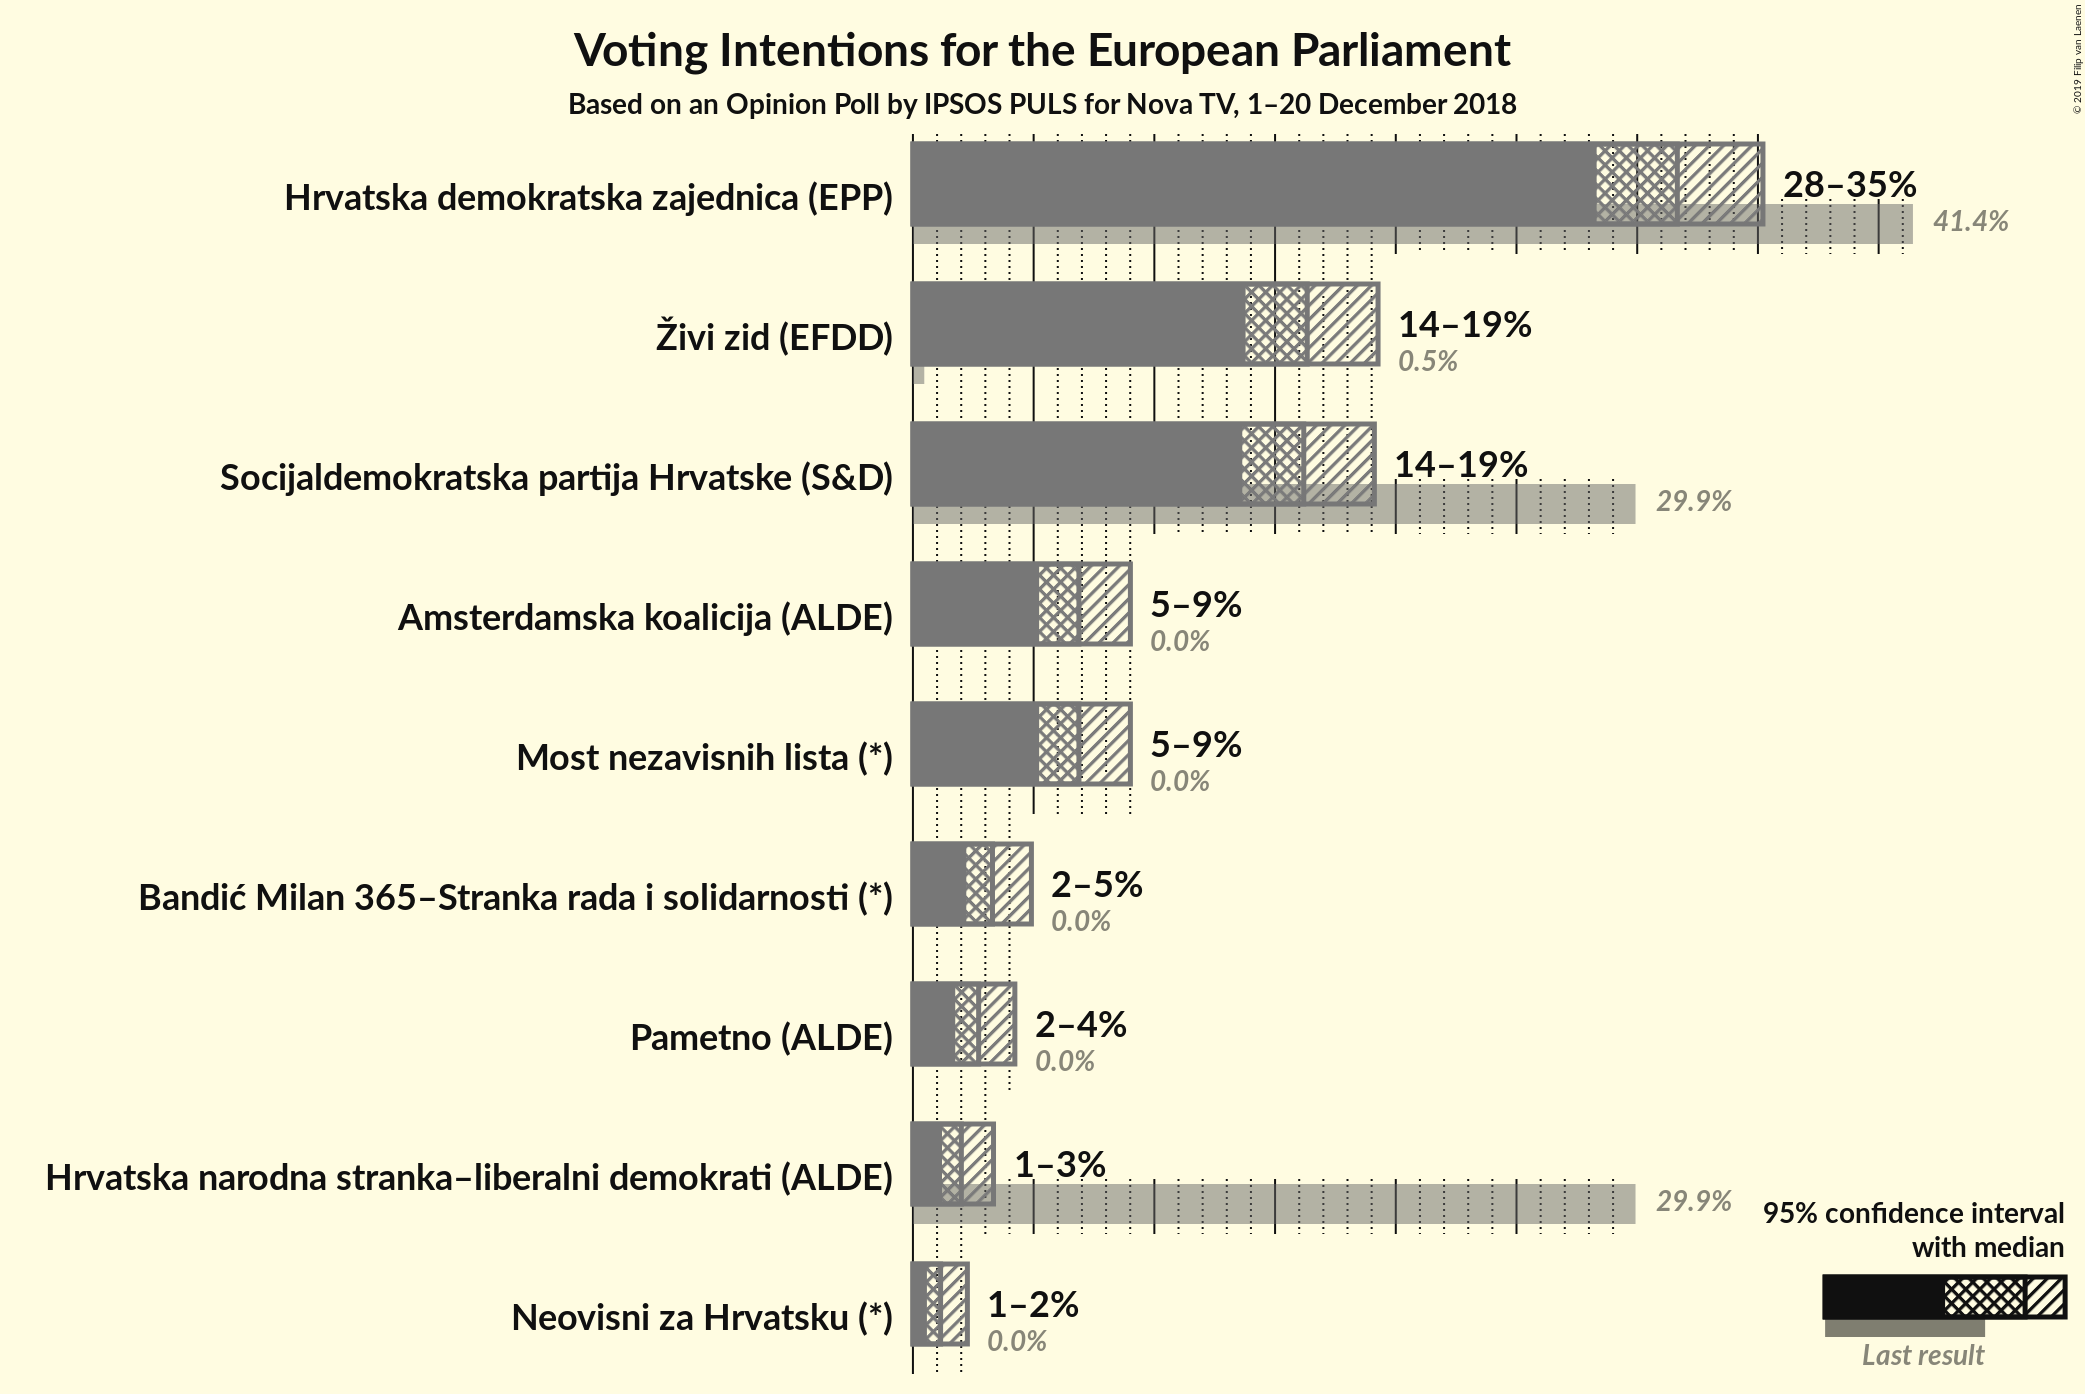 Voting Intentions for the European Parliament
Based on an Opinion Poll by IPSOS PULS for Nova TV, 1–20 December 2018
© 2019 Filip van Laenen
Hrvatska demokratska zajednica (EPP)
28–35%
41.4%
Živi zid (EFDD)
14–19%
0.5%
Socijaldemokratska partija Hrvatske (S&D)
14–19%
29.9%
Amsterdamska koalicija (ALDE)
5–9%
0.0%
Most nezavisnih lista (*)
5–9%
0.0%
Bandić Milan 365–Stranka rada i solidarnosti (*)
2–5%
0.0%
Pametno (ALDE)
2–4%
0.0%
Hrvatska narodna stranka–liberalni demokrati (ALDE)
1–3%
29.9%
Neovisni za Hrvatsku (*)
1–2%
0.0%
95% confidence interval
with median
Last result